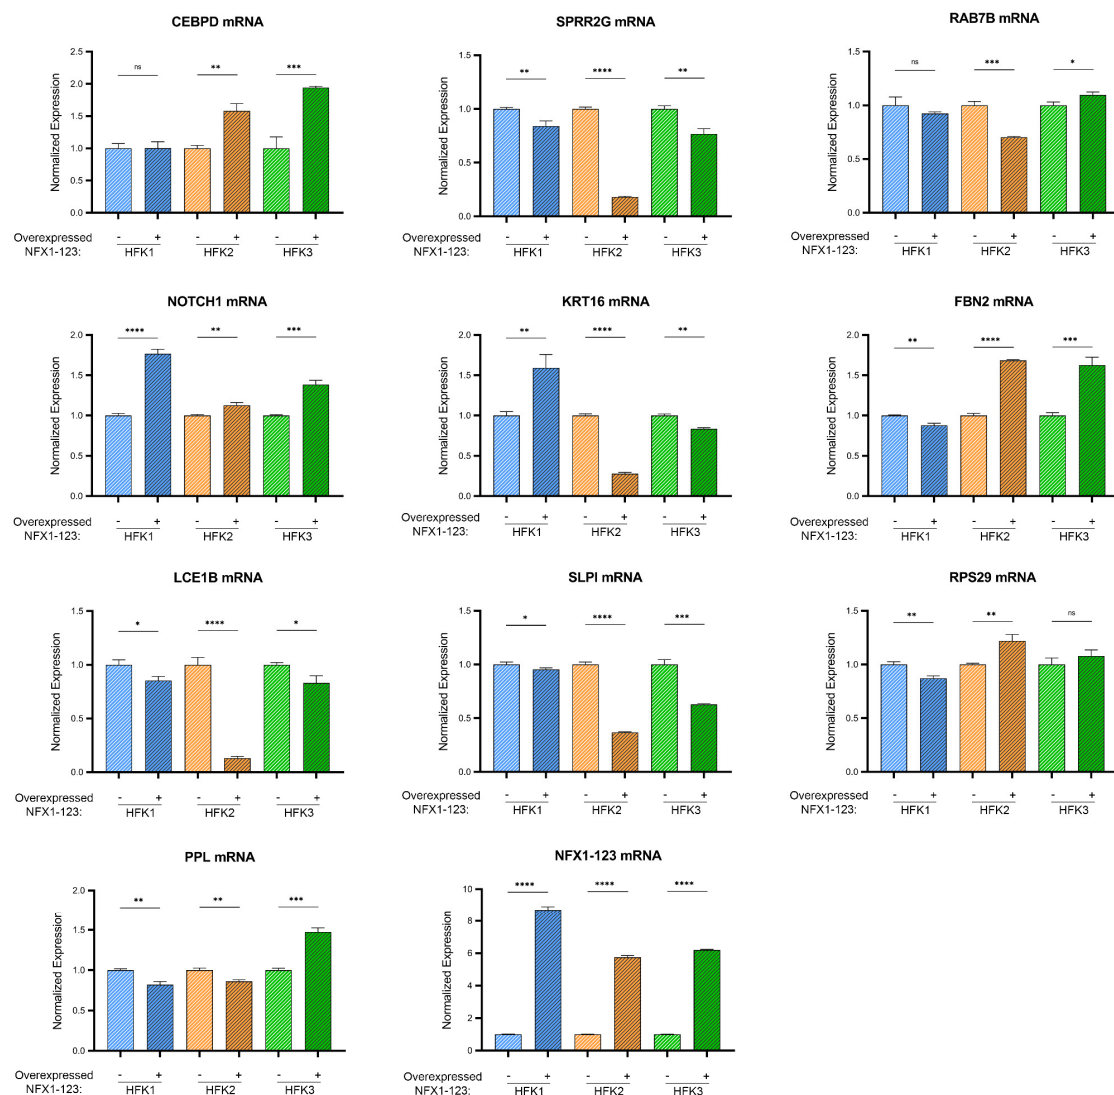 CEBPD mRNA
Normalized Expression
2.5
2.0
1.5
1.0
0.5
0.0
ns
**
***
Overexpressed - + - + - +
NFX1-123: HFK1 HFK2 HFK3
SPRR2G mRNA
Normalized Expression
1.5
1.0
0.5
0.0
**
****
**
Overexpressed - + - + - +
NFX1-123: HFK1 HFK2 HFK3
RAB7B mRNA
Normalized Expression
1.5
1.0
0.5
0.0
ns
***
*
Overexpressed - + - + - +
NFX1-123: HFK1 HFK2 HFK3
NOTCH1 mRNA
Normalized Expression
2.0
1.5
1.0
0.5
0.0
****
**
***
Overexpressed - + - + - +
NFX1-123: HFK1 HFK2 HFK3
KRT16 mRNA
Normalized Expression
2.0
1.5
1.0
0.5
0.0
**
****
**
Overexpressed - + - + - +
NFX1-123: HFK1 HFK2 HFK3
FBN2 mRNA
Normalized Expression
2.0
1.5
1.0
0.5
0.0
**
****
***
Overexpressed - + - + - +
NFX1-123: HFK1 HFK2 HFK3
LCE1B mRNA
Normalized Expression
1.5
1.0
0.5
0.0
*
****
*
Overexpressed - + - + - +
NFX1-123: HFK1 HFK2 HFK3
SLPI mRNA
Normalized Expression
1.5
1.0
0.5
0.0
*
****
***
Overexpressed - + - + - +
NFX1-123: HFK1 HFK2 HFK3
RPS29 mRNA
Normalized Expression
1.5
1.0
0.5
0.0
**
**
ns
Overexpressed - + - + - +
NFX1-123: HFK1 HFK2 HFK3
PPL mRNA
Normalized Expression
2.0
1.5
1.0
0.5
0.0
**
**
***
Overexpressed - + - + - +
NFX1-123: HFK1 HFK2 HFK3
NFX1-123 mRNA
Normalized Expression
10
8
6
4
2
0
****
****
****
Overexpressed - + - + - +
NFX1-123: HFK1 HFK2 HFK3